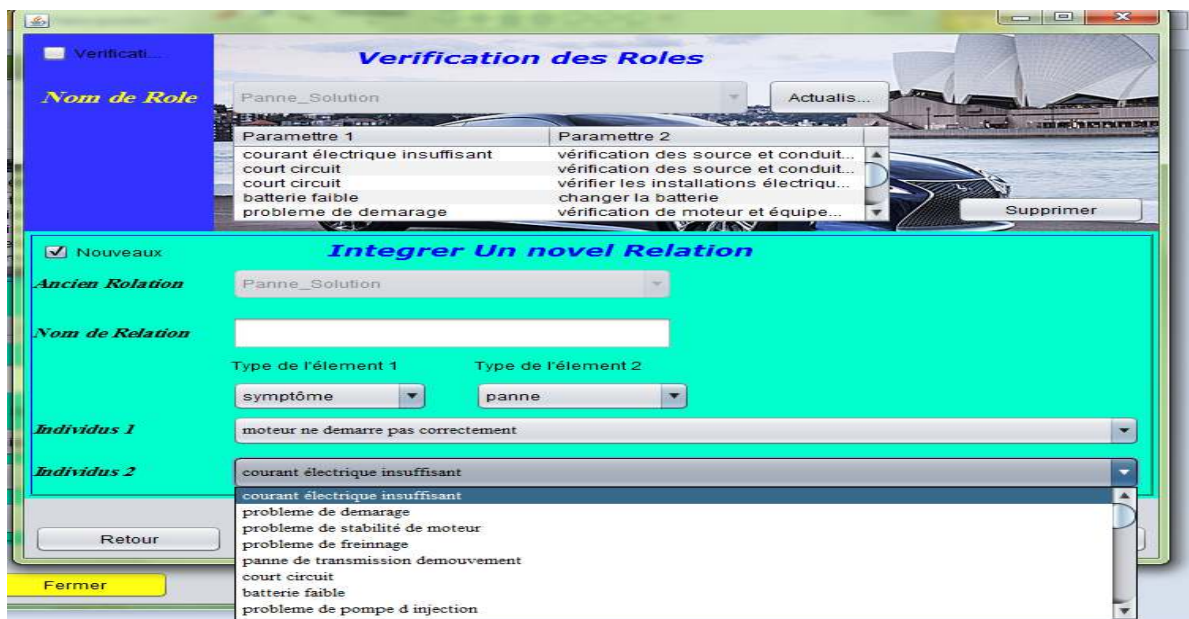 Verificati...
Verification des Roles
Nom de Role
Panne_Solution
Actualis...
Paramettre 1 Paramettre 2
courant électrique insuffisant vérification des source et conduit...
court circuit vérification des source et conduit...
court circuit vérifier les installations électriqu...
batterie faible changer la batterie
probleme de demarage vérification de moteur et équipe...
Supprimer
Nouveaux
Integrer Un novel Relation
Ancien Rolation
Panne_Solution
Nom de Relation
Type de l'élement 1 Type de l'élement 2
symptôme panne
Individus 1
moteur ne demarre pas correctement
Individus 2
courant électrique insuffisant
courant électrique insuffisant
probleme de demarage
probleme de stabilité de moteur
probleme de freinnage
panne de transmission demouvement
court circuit
batterie faible
probleme de pompe d injection
Retour
Fermer